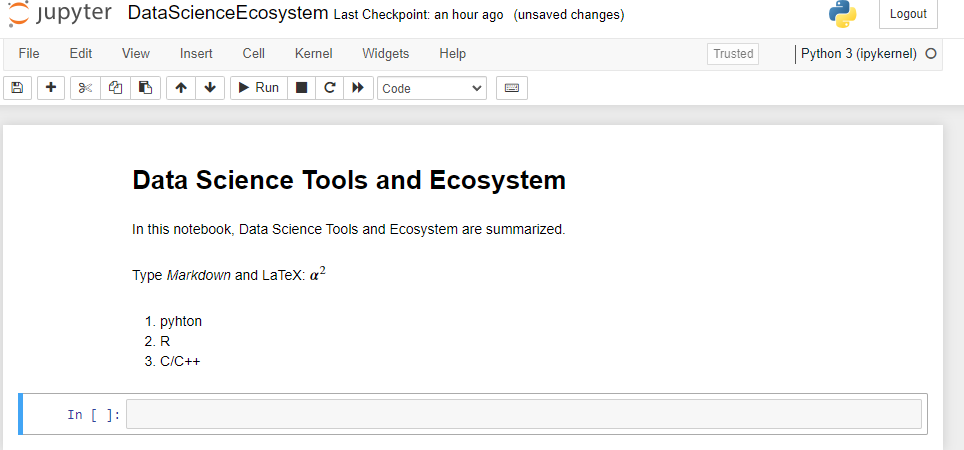 jupyter DataScienceEcosystem Last Checkpoint: an hour ago (unsaved changes) Logout
File Edit View Insert Cell Kernel Widgets Help Trusted Python 3 (ipykernel)
Run Code
Data Science Tools and Ecosystem
In this notebook, Data Science Tools and Ecosystem are summarized.
Type Markdown and LaTeX: α²
1. pyhton
2. R
3. C/C++
In [ ]: